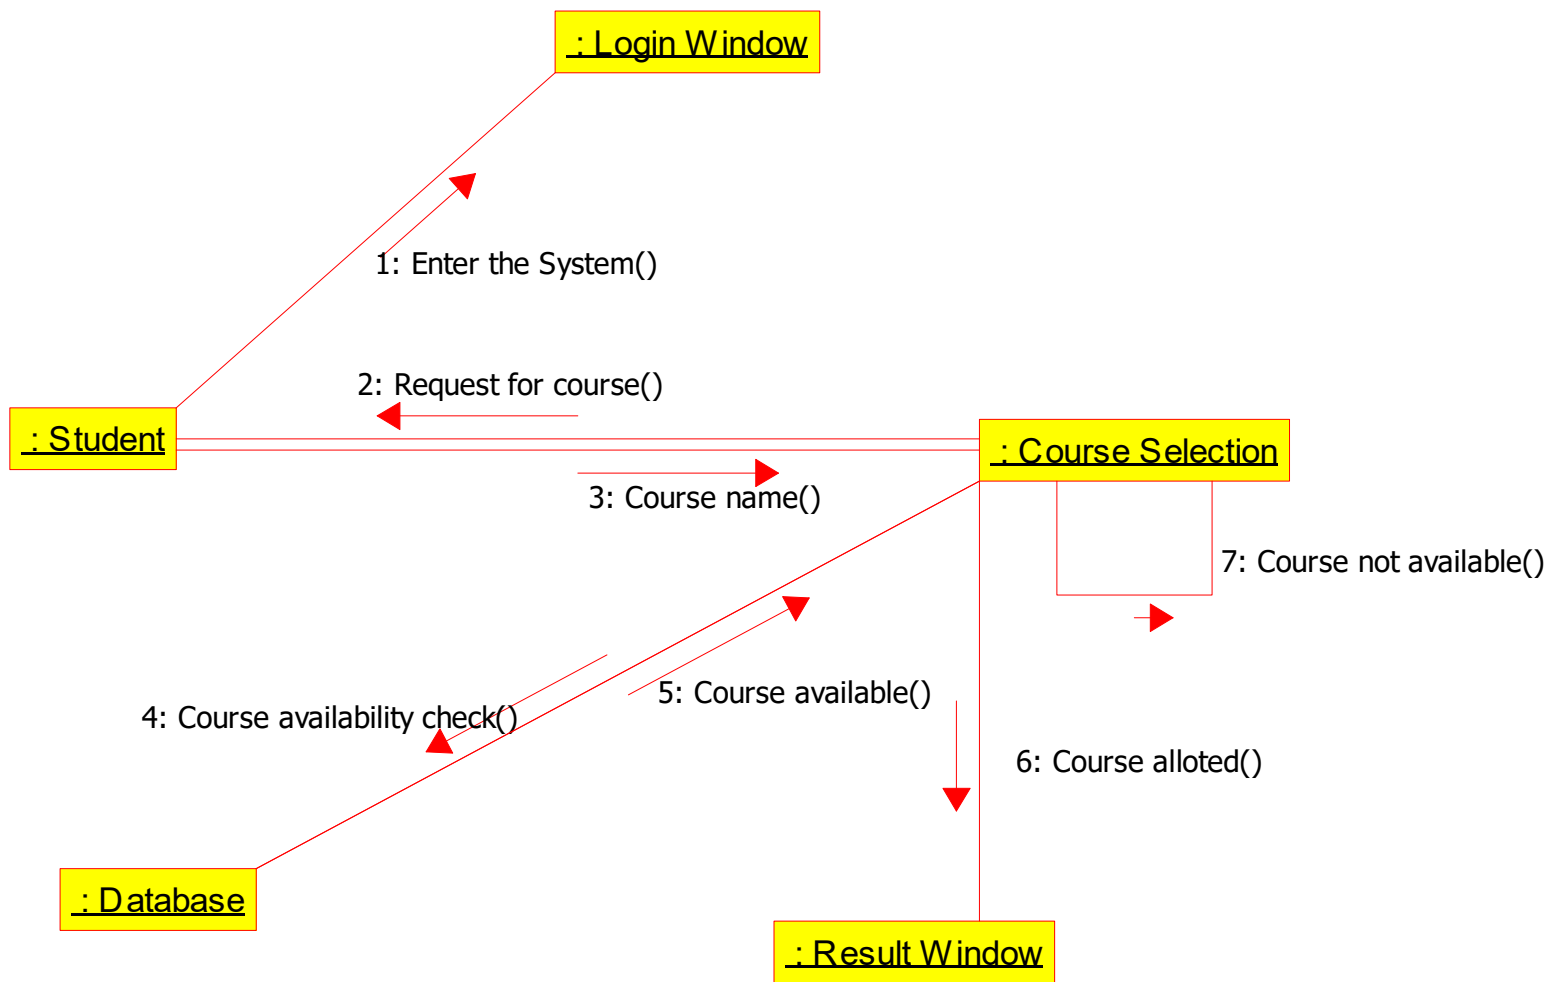 : Login Window
1: Enter the System()
2: Request for course()
: Student
: Course Selection
3: Course name()
7: Course not available()
5: Course available()
4: Course availability check()
6: Course alloted()
: Database
: Result Window